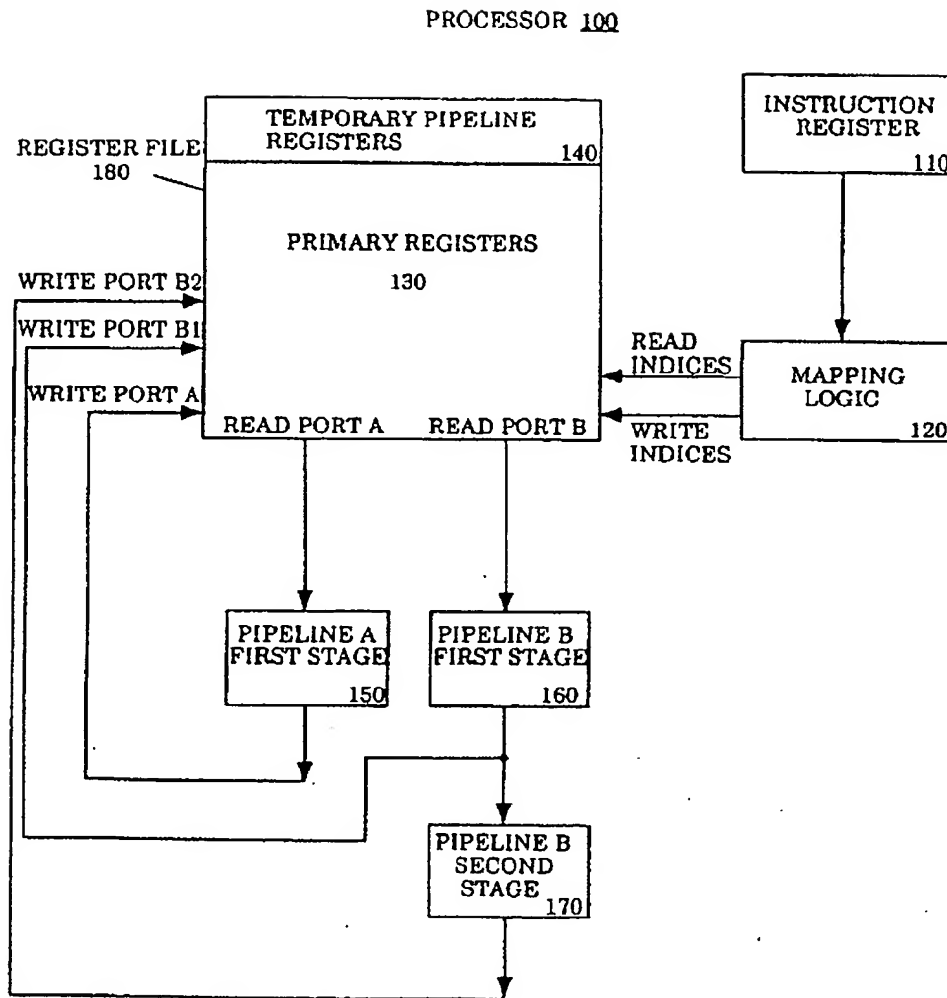 PROCESSOR 100
INSTRUCTION
REGISTER
110
TEMPORARY PIPELINE
REGISTERS
140
REGISTER FILE
180
PRIMARY REGISTERS
130
WRITE PORT B2
WRITE PORT B1
WRITE PORT A
READ
INDICES
WRITE
INDICES
MAPPING
LOGIC
120
READ PORT A
READ PORT B
PIPELINE A
FIRST STAGE
150
PIPELINE B
FIRST STAGE
160
PIPELINE B
SECOND
STAGE
170